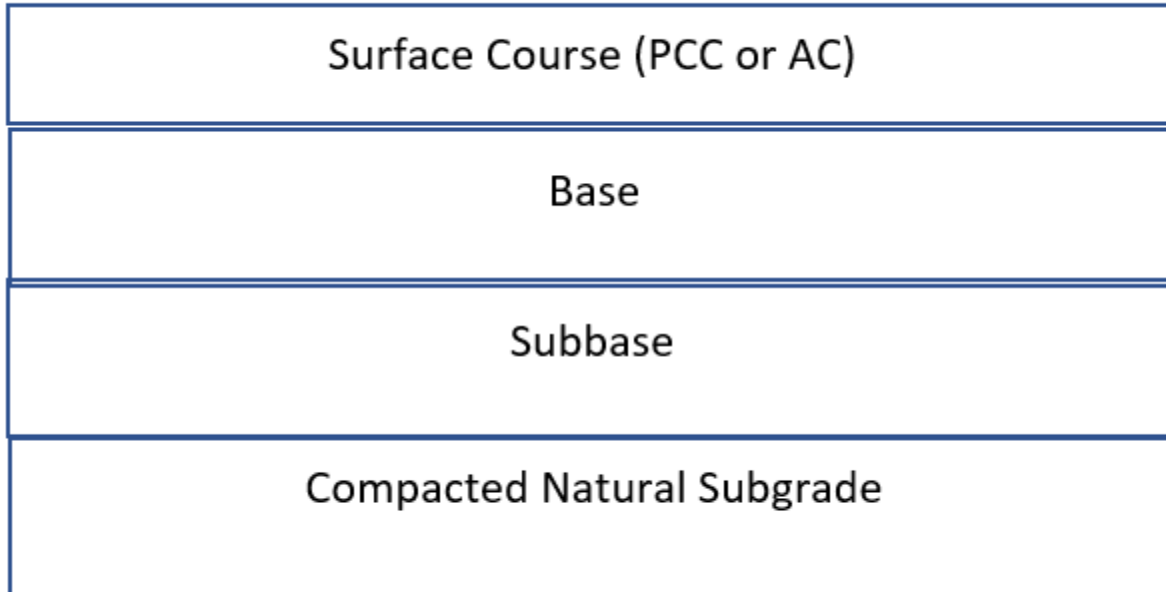 Surface Course (PCC or AC)
Base
Subbase
Compacted Natural Subgrade